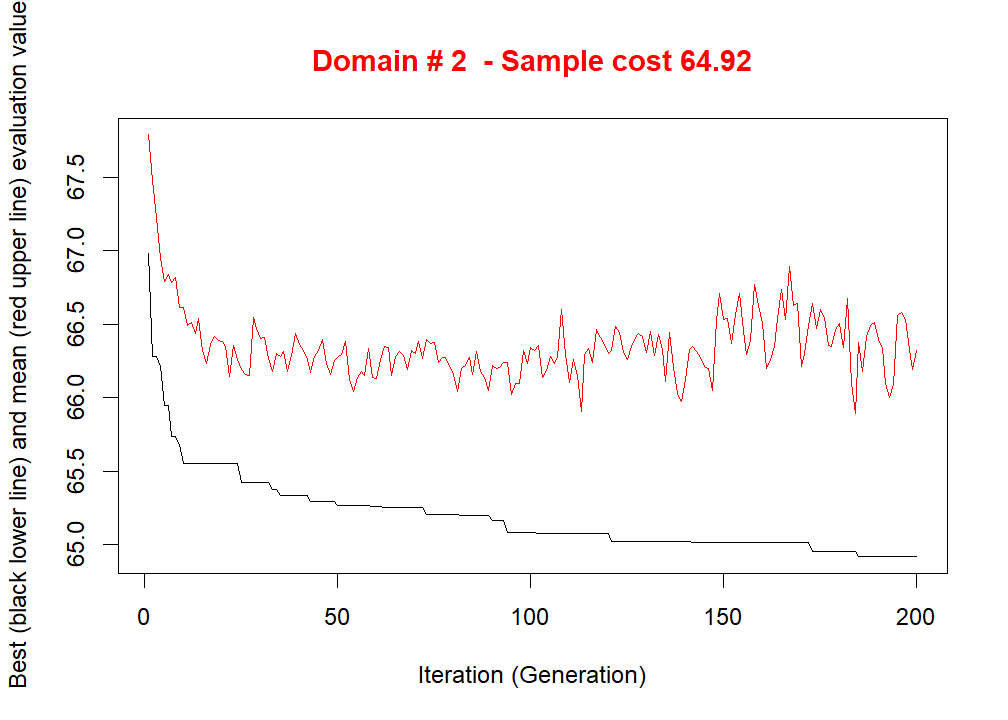 Domain # 2  - Sample cost 64.92
Best (black lower line) and mean (red upper line) evaluation value
67.5
67.0
66.5
66.0
65.5
65.0
0 50 100 150 200
Iteration (Generation)